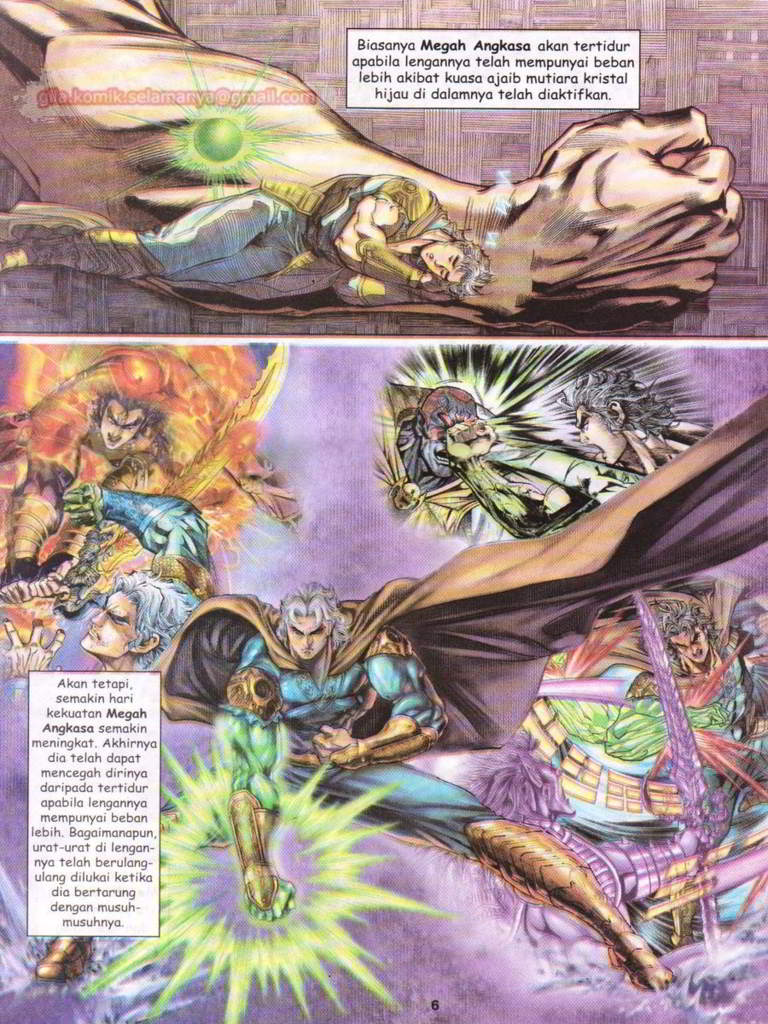 Biasanya Megah Angkasa akan tertidur
apabila lengannya telah mempunyai beban
lebih akibat kuasa ajaib mutiara kristal
hijau di dalamnya telah diaktifkan.
gila.komik.selamanya@gmail.com
Akan tetapi,
semakin hari
kekuatan Megah
Angkasa semakin
meningkat. Akhirnya
dia telah dapat
mencegah dirinya
daripada tertidur
apabila lengannya
mempunyai beban
lebih. Bagaimanapun,
urat-urat di lengan-
nya telah berulang-
ulang dilukai ketika
dia bertarung
dengan musuh-
musuhnya.
6